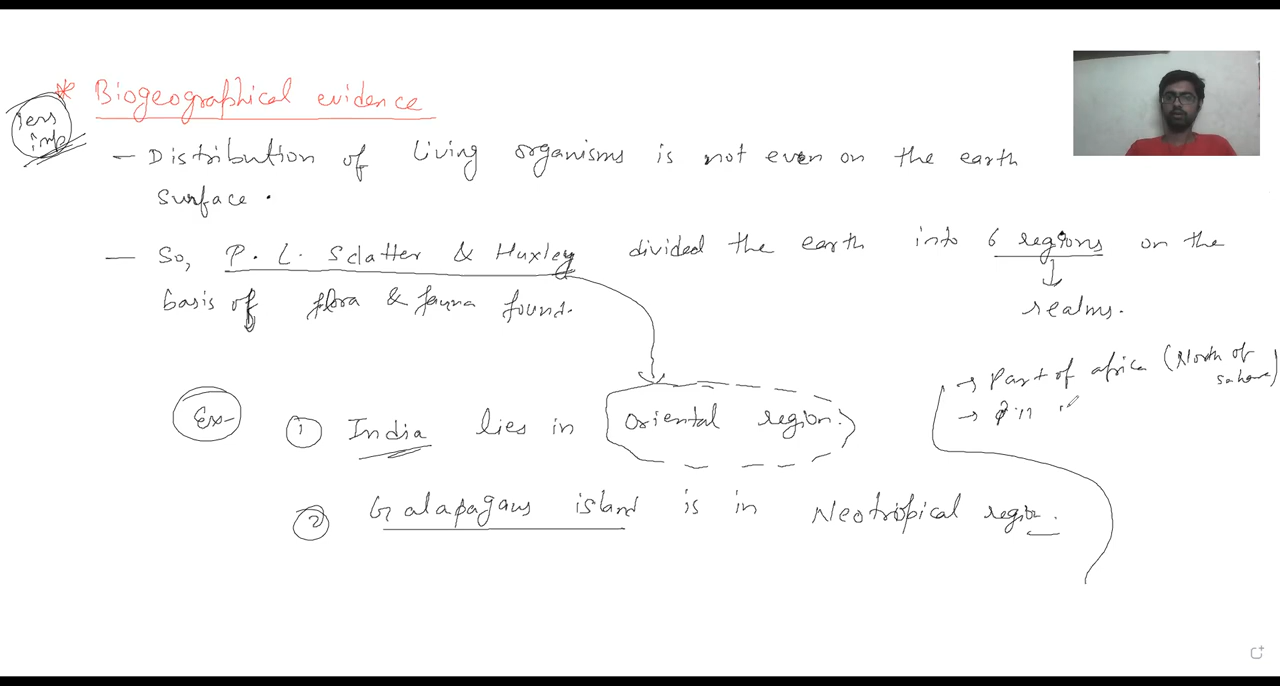 * Biogeographical evidence
less imp
- Distribution of living organisms is not even on the earth
surface.
- So, P. L. Sclatter & Huxley divided the earth into 6 regions on the
basis of flora & fauna found.
realms.
→ Part of africa (North of
sahara)
→
Ex-
① India lies in Oriental region.
② Galapagaus island is in Neotropical region.